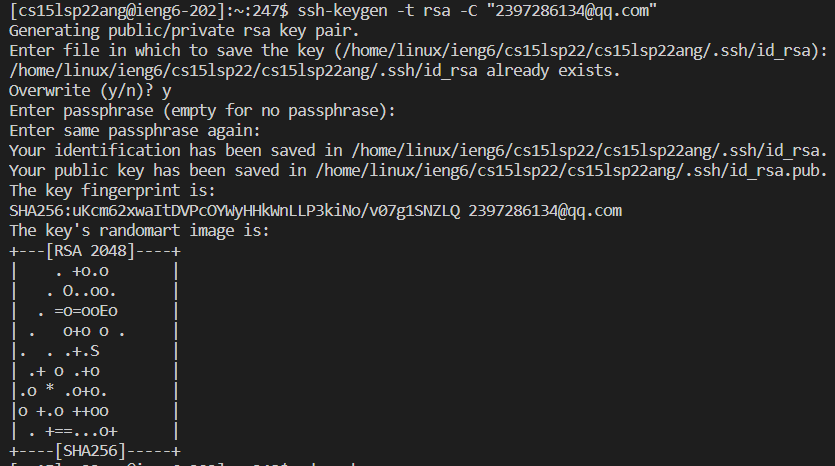 [cs15lsp22ang@ieng6-202]:~:247$ ssh-keygen -t rsa -C "2397286134@qq.com"
Generating public/private rsa key pair.
Enter file in which to save the key (/home/linux/ieng6/cs15lsp22/cs15lsp22ang/.ssh/id_rsa):
/home/linux/ieng6/cs15lsp22/cs15lsp22ang/.ssh/id_rsa already exists.
Overwrite (y/n)? y
Enter passphrase (empty for no passphrase):
Enter same passphrase again:
Your identification has been saved in /home/linux/ieng6/cs15lsp22/cs15lsp22ang/.ssh/id_rsa.
Your public key has been saved in /home/linux/ieng6/cs15lsp22/cs15lsp22ang/.ssh/id_rsa.pub.
The key fingerprint is:
SHA256:uKcm62xwaItDVPcOYWyHHkWnLLP3kiNo/v07g1SNZLQ 2397286134@qq.com
The key's randomart image is:
+---[RSA 2048]----+
|    . +o.o       |
|   . O..oo.      |
|  . =o=ooEo      |
| .   o+o o .     |
|.  . .+.S        |
| .+ o .+o        |
|.o * .o+o.       |
|o +.o ++oo       |
| . +==...o+      |
+----[SHA256]-----+